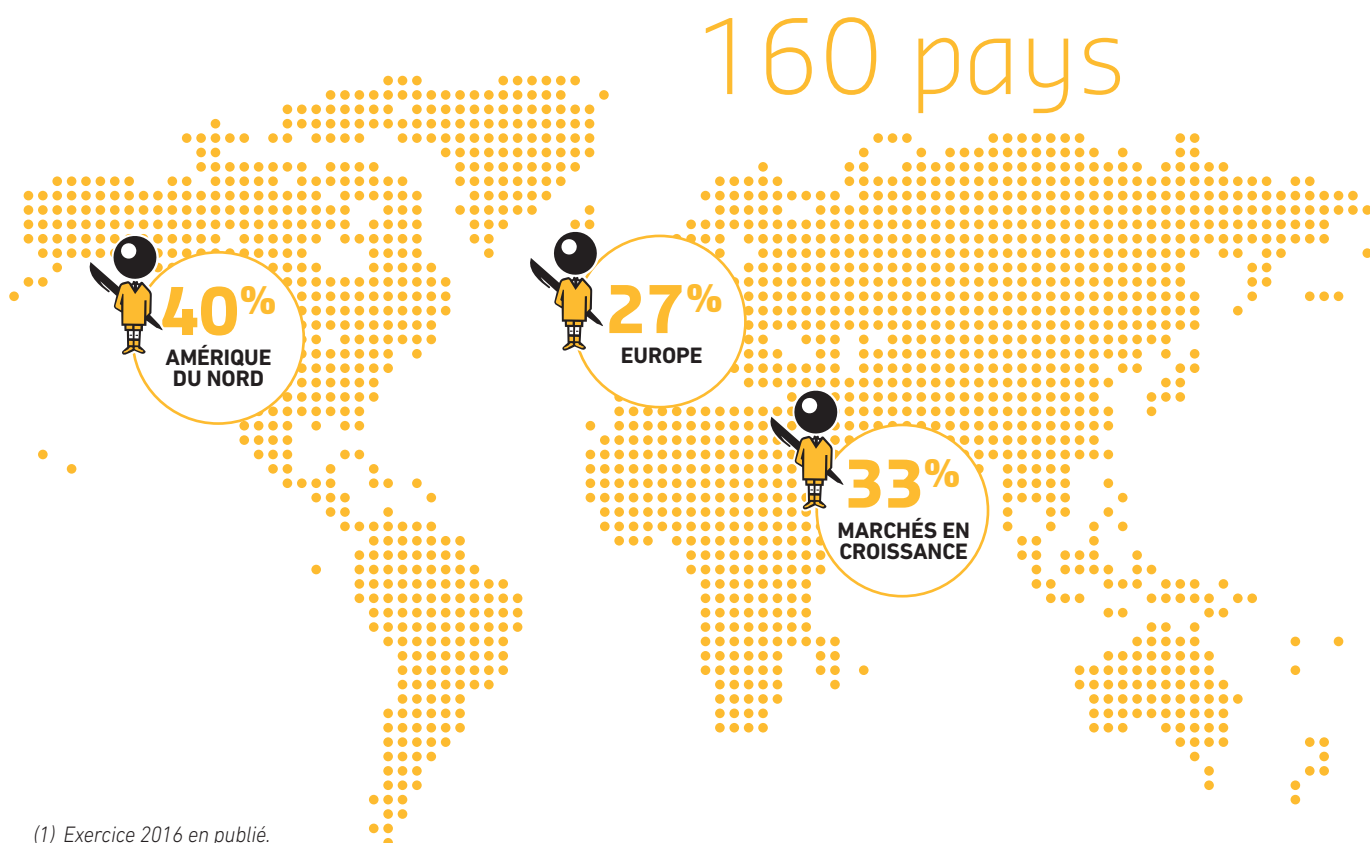 160 pays
40%
AMÉRIQUE
DU NORD
27%
EUROPE
33%
MARCHÉS EN
CROISSANCE
(1) Exercice 2016 en publié.